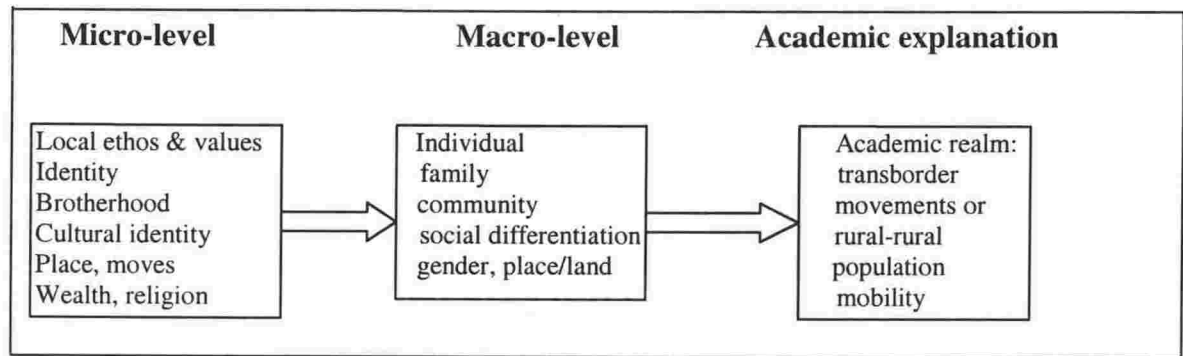 Micro-level
Macro-level
Academic explanation
Local ethos & values
Identity
Brotherhood
Cultural identity
Place, moves
Wealth, religion
Individual
family
community
social differentiation
gender, place/land
Academic realm:
transborder
movements or
rural-rural
population
mobility